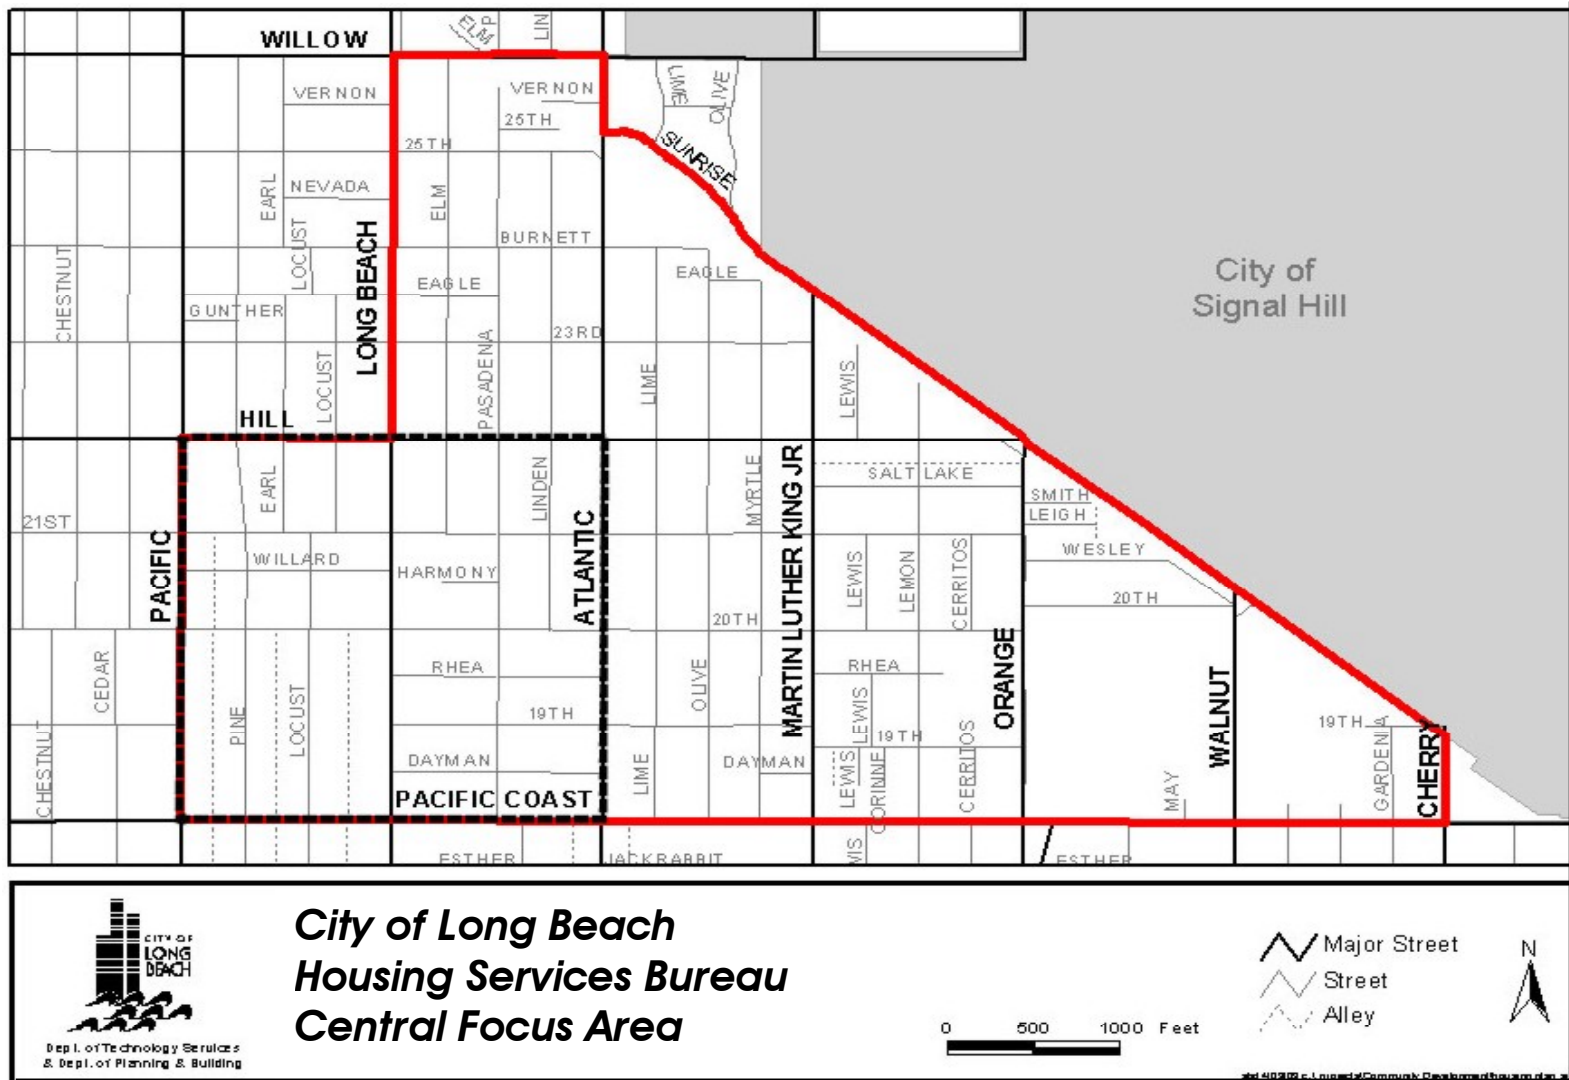 WILLOW
ELM
P
LIN
VERNON
VERNON
LIME
OLIVE
25TH
25TH
SUNRISE
EARL
NEVADA
ELM
LOCUST
LONG BEACH
BURNETT
CHESTNUT
EAGLE
EAGLE
City of
Signal Hill
GUNTHER
23RD
LOCUST
PASADENA
LIME
LEWIS
HILL
EARL
LINDEN
MYRTLE
MARTIN LUTHER KING JR
SALT LAKE
SMITH
LEIGH
21ST
PACIFIC
WILLARD
HARMONY
ATLANTIC
LEWIS
LEMON
CERRITOS
WESLEY
20TH
20TH
CEDAR
RHEA
OLIVE
RHEA
ORANGE
WALNUT
PINE
LOCUST
19TH
LEWIS
19TH
CERRITOS
19TH
GARDENIA
CHERRY
CHESTNUT
DAYMAN
LIME
DAYMAN
LEWIS
CORINNE
MAY
PACIFIC COAST
ESTHER
JACKRABBIT
WIS
ESTHER
CITY OF
LONG
BEACH
Dept. of Technology Services
& Dept. of Planning & Building
City of Long Beach
Housing Services Bureau
Central Focus Area
0 500 1000 Feet
Major Street
Street
Alley
N